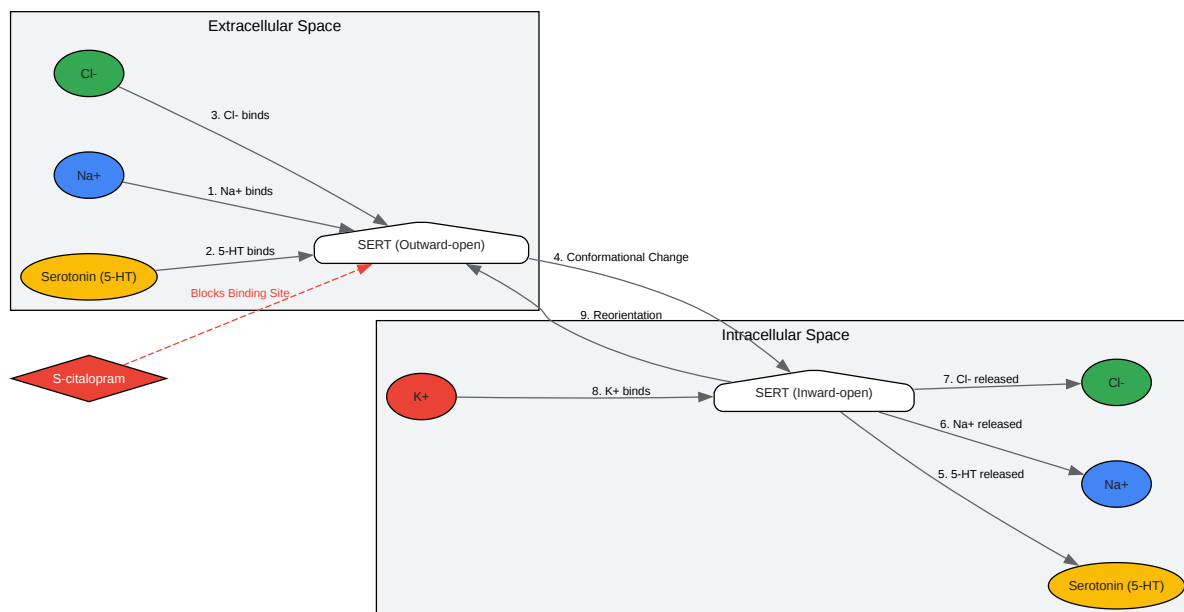 Extracellular Space
Cl-
3. Cl- binds
Na+
1. Na+ binds
SERT (Outward-open)
2. 5-HT binds
Serotonin (5-HT)
4. Conformational Change
Blocks Binding Site
9. Reorientation
Intracellular Space
S-citalopram
K+
8. K+ binds
SERT (Inward-open)
7. Cl- released
Cl-
6. Na+ released
5. 5-HT released
Na+
Serotonin (5-HT)